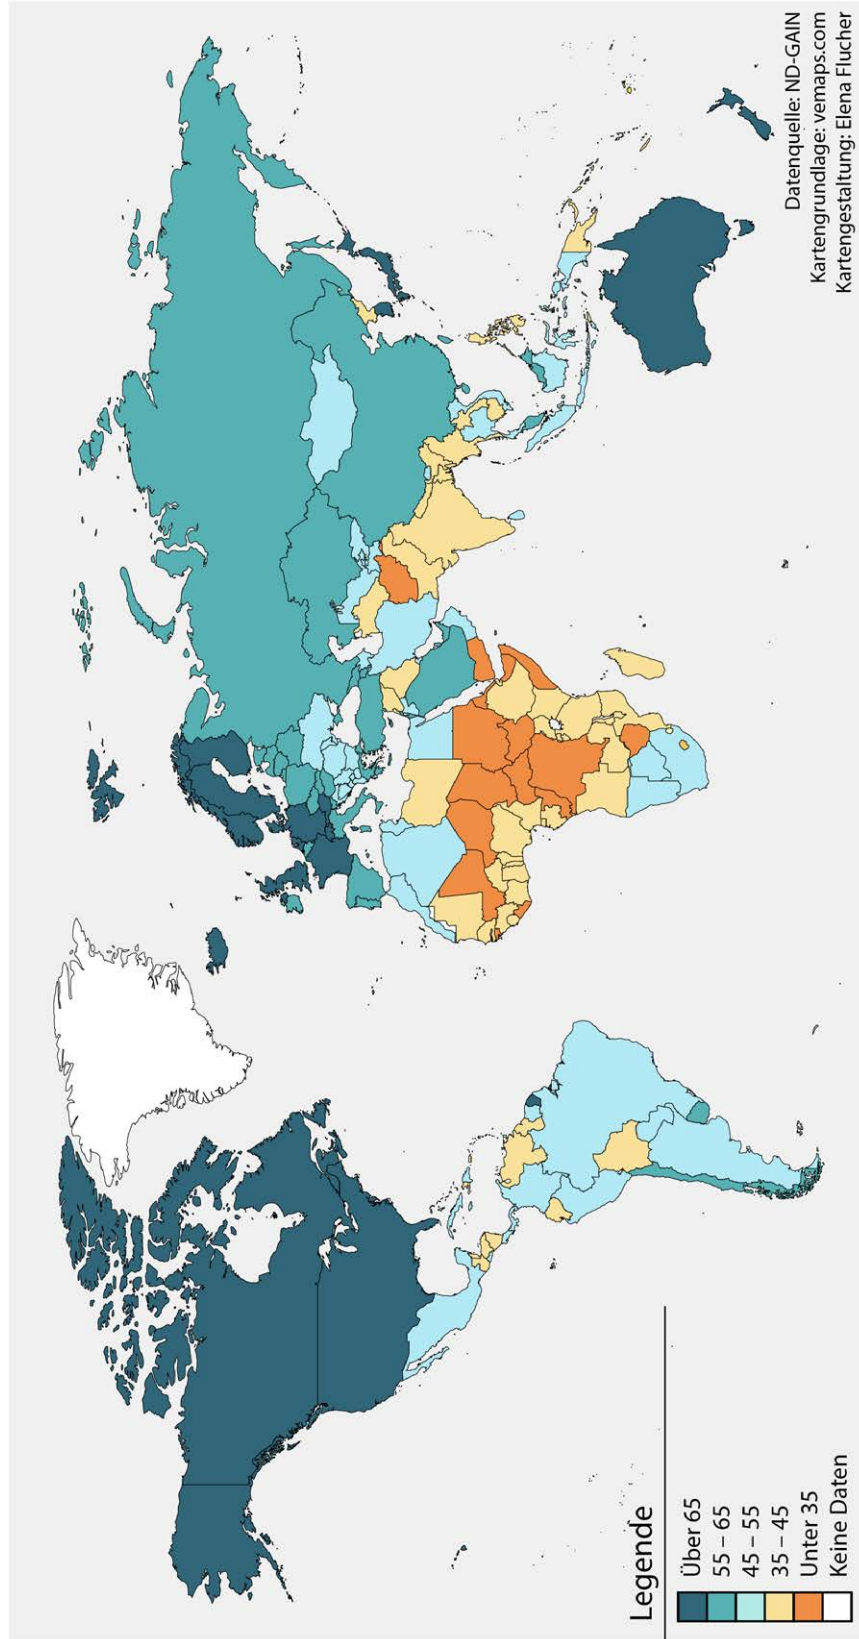 Legende
Über 65
55 – 65
45 – 55
35 – 45
Unter 35
Keine Daten
Datenquelle: ND-GAIN
Kartengrundlage: vemaps.com
Kartengestaltung: Elena Flucher